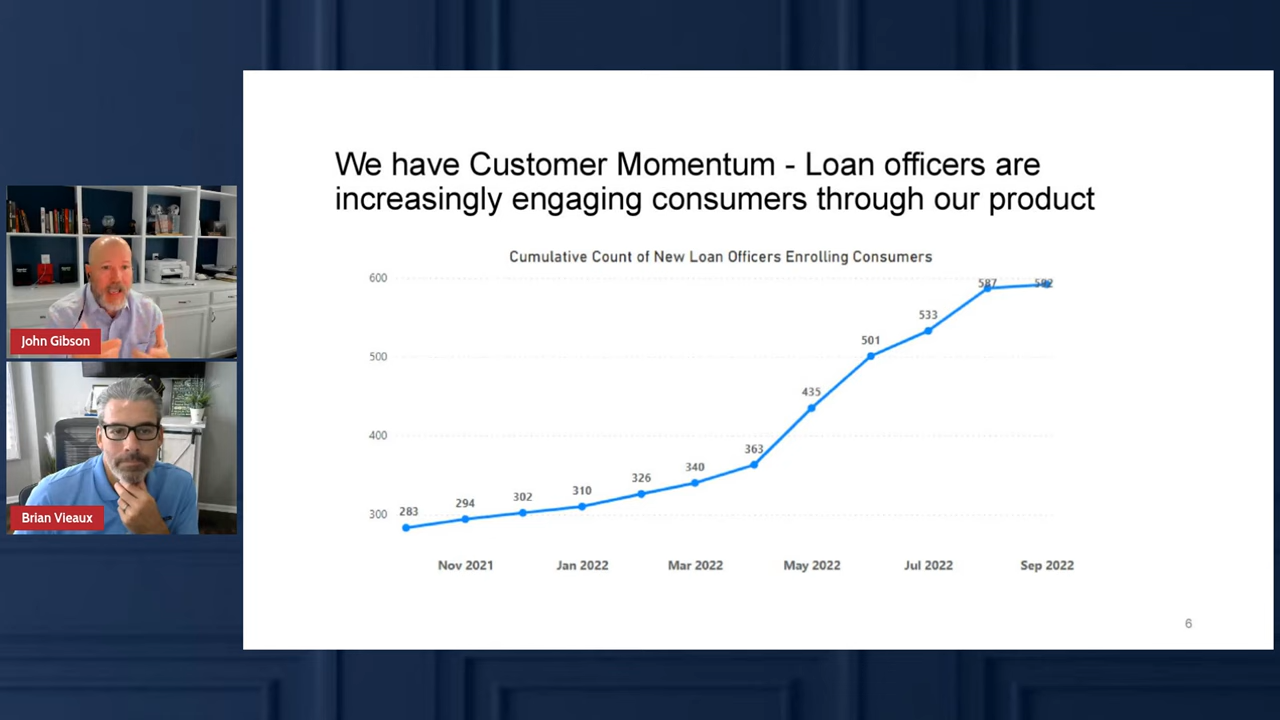 We have Customer Momentum - Loan officers are
increasingly engaging consumers through our product
Cumulative Count of New Loan Officers Enrolling Consumers
600
500
400
300
283
294
302
310
326
340
363
435
501
533
587
592
Nov 2021
Jan 2022
Mar 2022
May 2022
Jul 2022
Sep 2022
6
John Gibson
Brian Vieaux